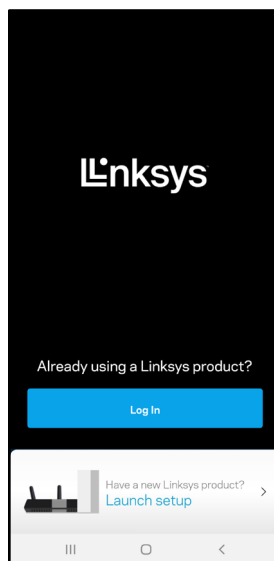 Linksys
Already using a Linksys product?
Log In
Have a new Linksys product?
Launch setup